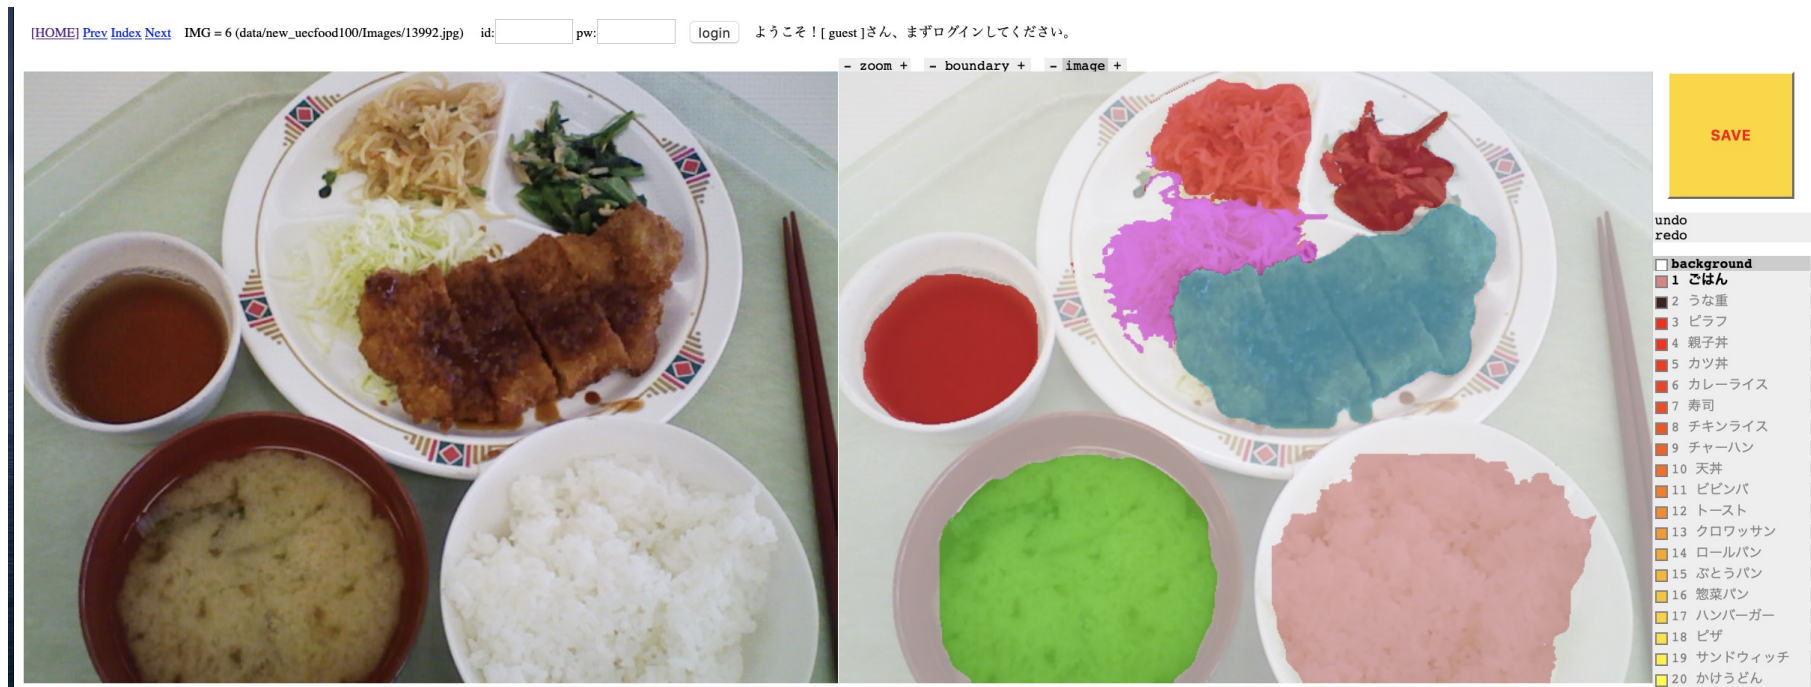 [HOME] Prev Index Next IMG = 6 (data/new_uecfood100/Images/13992.jpg) id: pw: login ようこそ！[ guest ]さん、まずログインしてください。
- zoom + - boundary + - image +
SAVE
undo
redo
background
1 ごはん
2 うな重
3 ピラフ
4 親子丼
5 カツ丼
6 カレーライス
7 寿司
8 チキンライス
9 チャーハン
10 天丼
11 ビビンバ
12 トースト
13 クロワッサン
14 ロールパン
15 ぶとうパン
16 惣菜パン
17 ハンバーガー
18 ピザ
19 サンドウィッチ
20 かけうどん